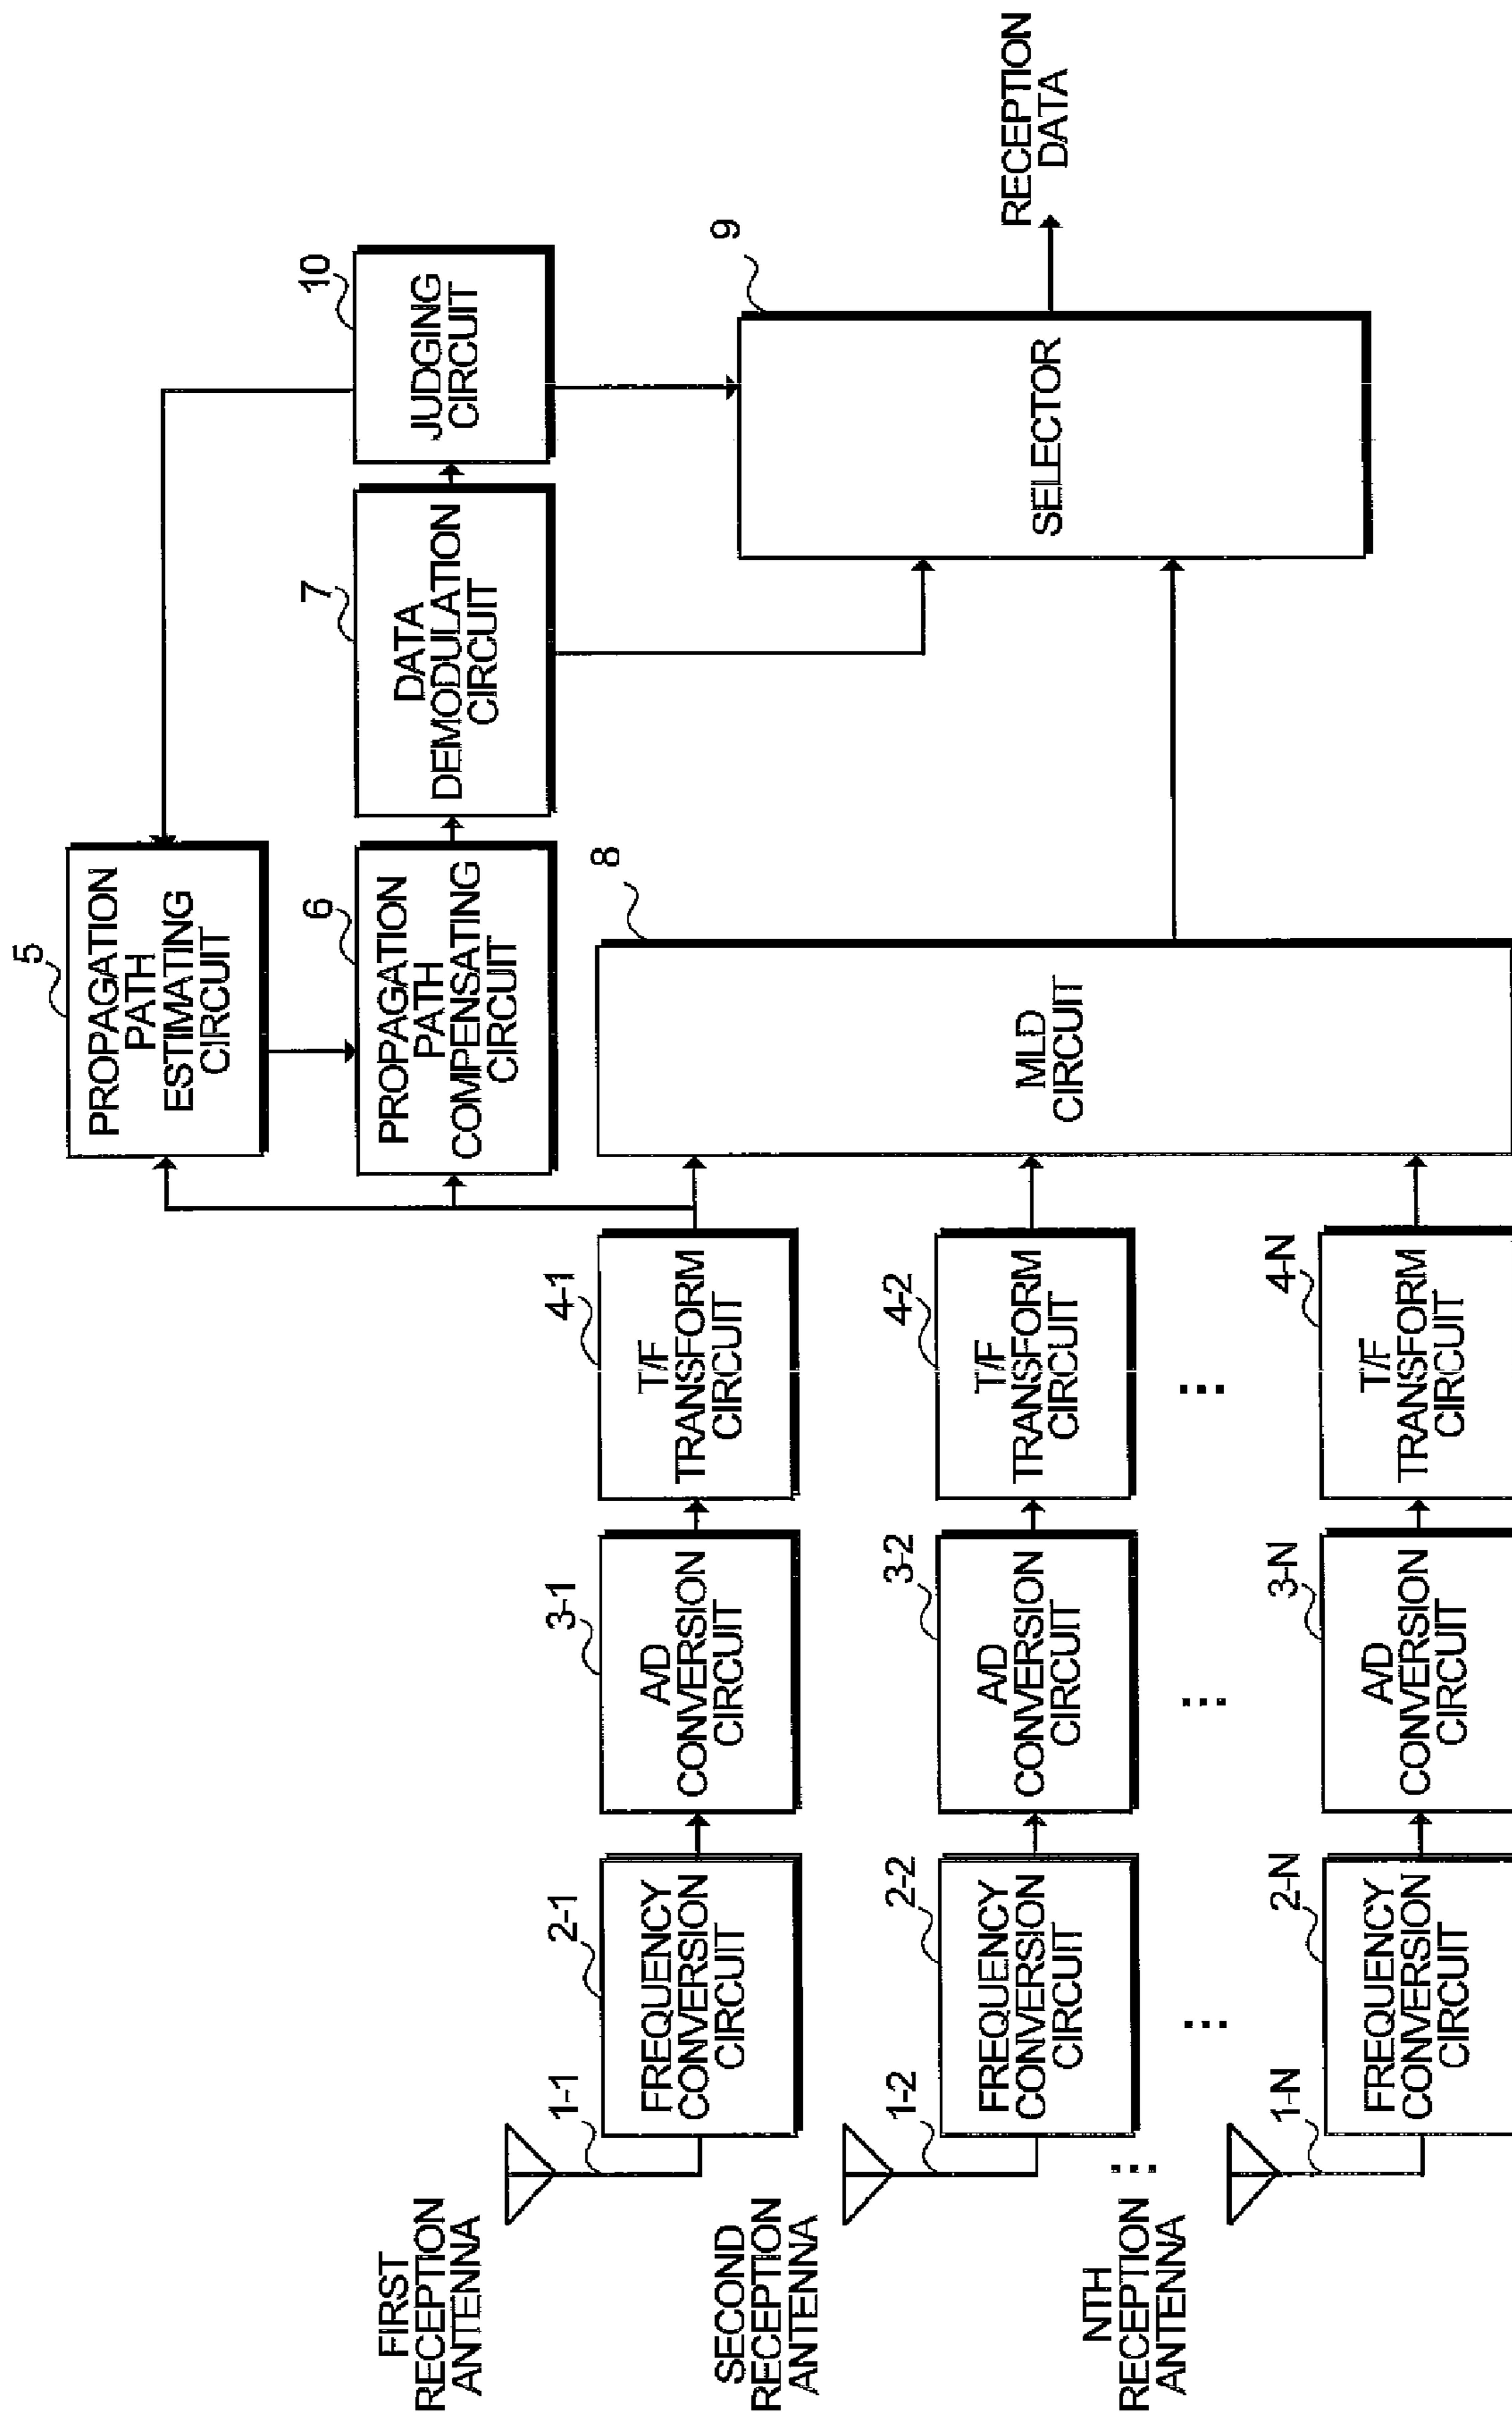 5
PROPAGATION
PATH
ESTIMATING
CIRCUIT
6
PROPAGATION
PATH
COMPENSATING
CIRCUIT
7
DATA
DEMODULATION
CIRCUIT
10
JUDGING
CIRCUIT
FIRST
RECEPTION
ANTENNA
1-1
2-1
FREQUENCY
CONVERSION
CIRCUIT
3-1
A/D
CONVERSION
CIRCUIT
4-1
T/F
TRANSFORM
CIRCUIT
8
MLD
CIRCUIT
9
SELECTOR
RECEPTION
DATA
SECOND
RECEPTION
ANTENNA
1-2
2-2
FREQUENCY
CONVERSION
CIRCUIT
3-2
A/D
CONVERSION
CIRCUIT
4-2
T/F
TRANSFORM
CIRCUIT
...
...
...
...
NTH
RECEPTION
ANTENNA
1-N
2-N
FREQUENCY
CONVERSION
CIRCUIT
3-N
A/D
CONVERSION
CIRCUIT
4-N
T/F
TRANSFORM
CIRCUIT